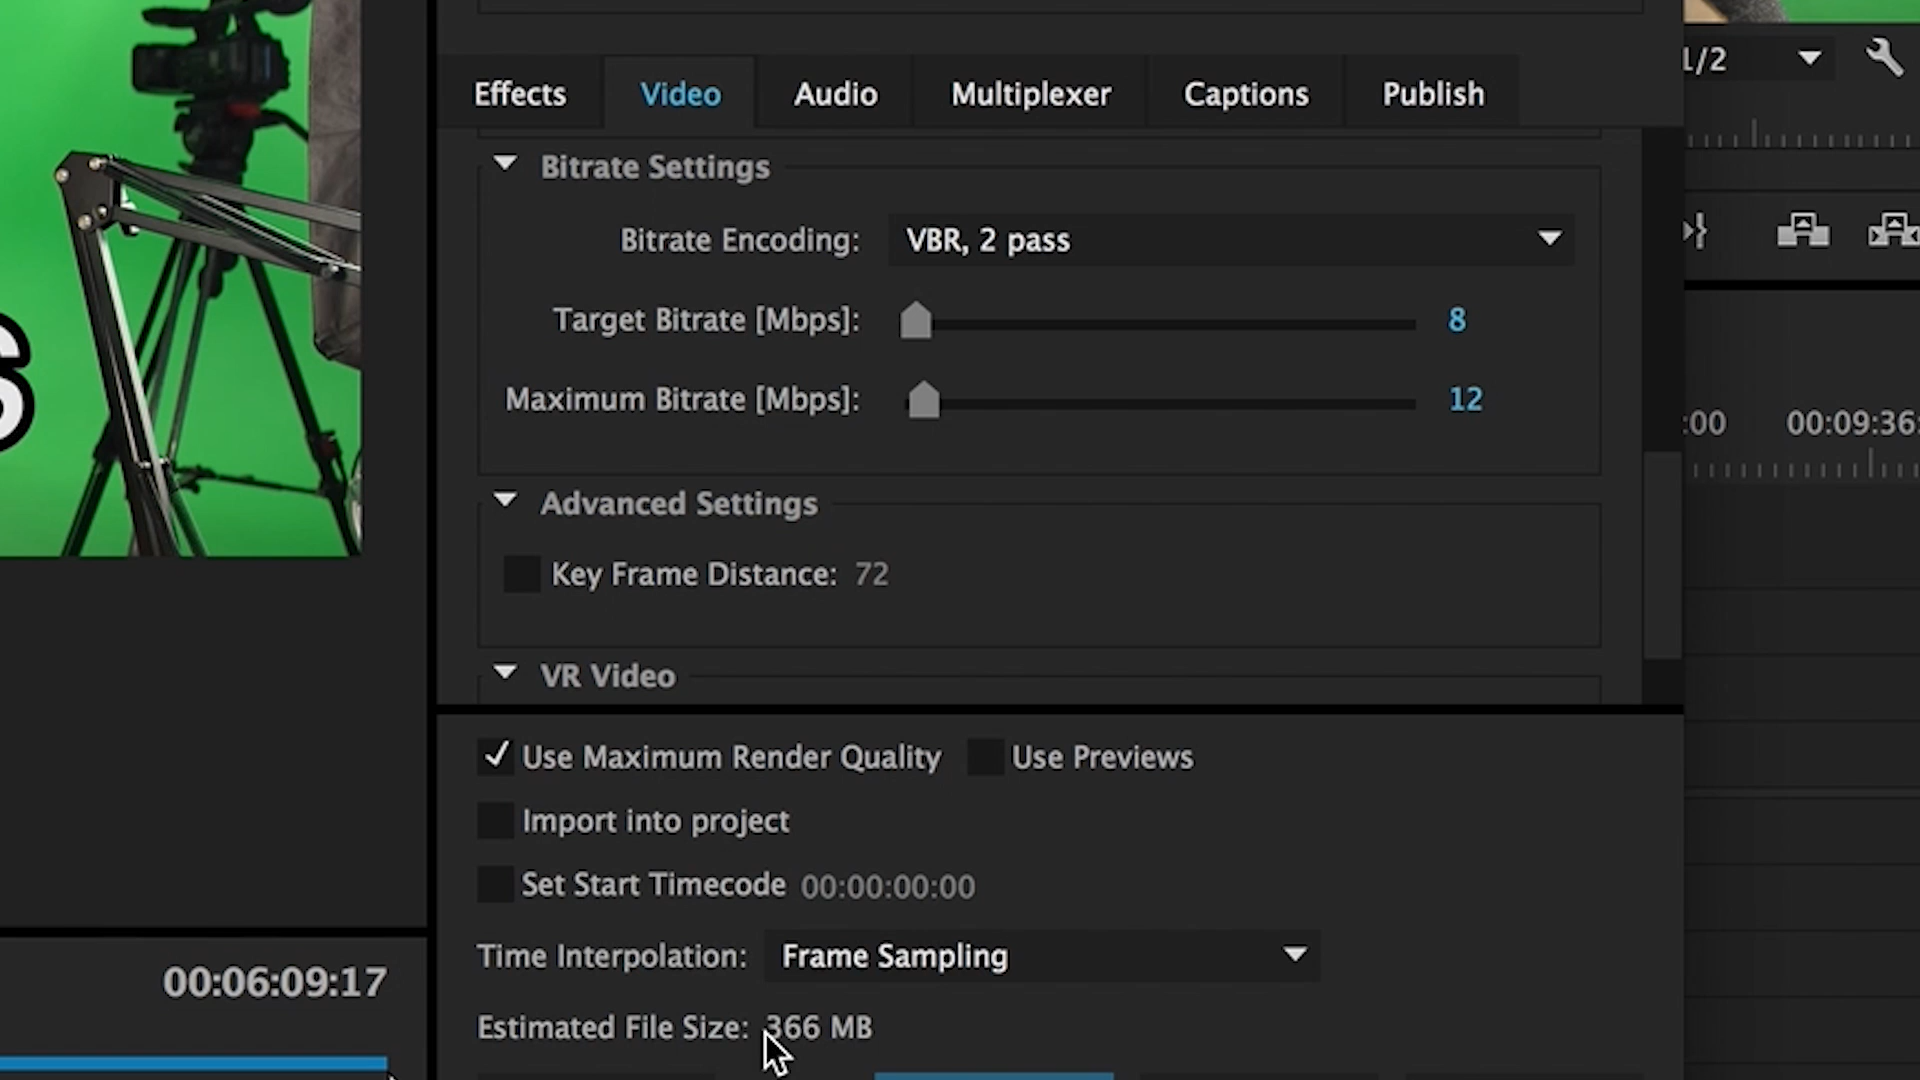 Effects Video Audio Multiplexer Captions Publish
1/2
Bitrate Settings
Bitrate Encoding: VBR, 2 pass
Target Bitrate [Mbps]: 8
Maximum Bitrate [Mbps]: 12
:00 00:09:36:
Advanced Settings
Key Frame Distance: 72
VR Video
Use Maximum Render Quality Use Previews
Import into project
Set Start Timecode 00:00:00:00
Time Interpolation: Frame Sampling
00:06:09:17
Estimated File Size: 366 MB